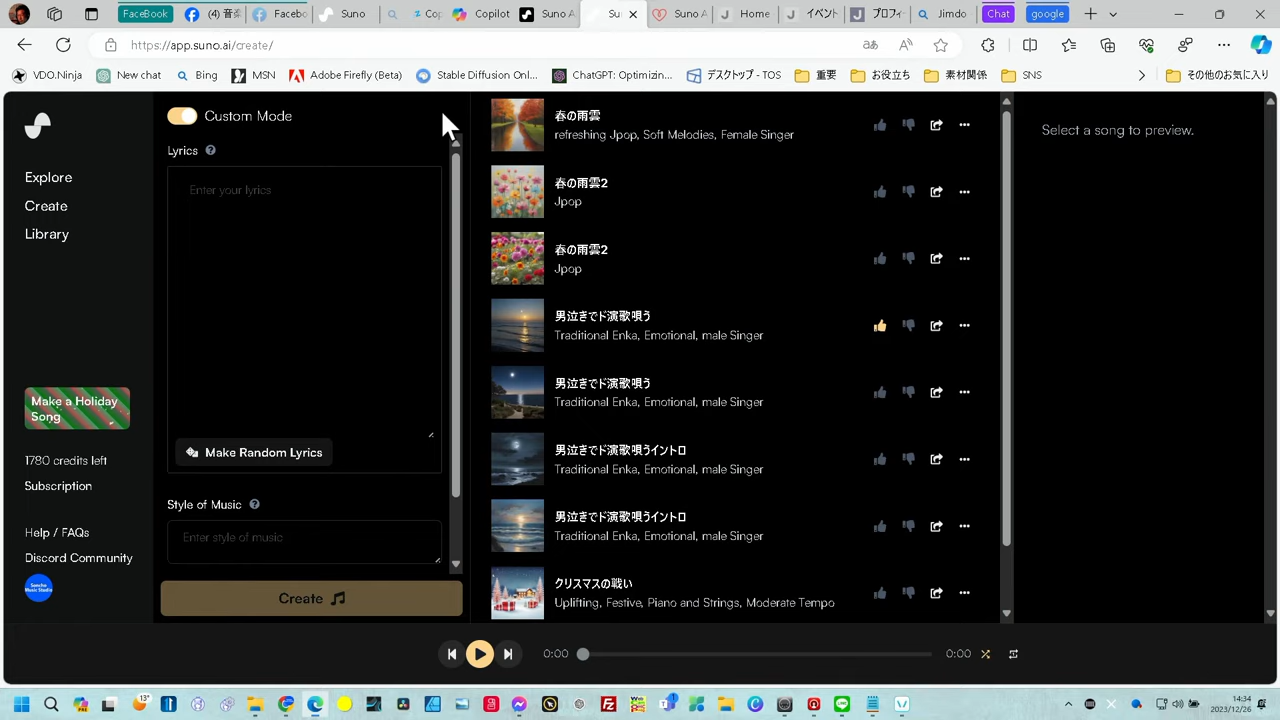 FaceBook
(4) 音楽
Faceb
Suno
Cop
Copilot
Suno A
Su
Suno A
Home
イン
プロフィ
Jimdo
Chat
google
https://app.suno.ai/create/
VDO.Ninja
New chat
Bing
MSN
Adobe Firefly (Beta)
Stable Diffusion Onl...
ChatGPT: Optimizin...
デスクトップ - TOS
重要
お役立ち
素材関係
SNS
その他のお気に入り
Explore
Create
Library
Make a Holiday
Song
1780 credits left
Subscription
Help / FAQs
Discord Community
Sancho
Music Studio
Custom Mode
Lyrics
Enter your lyrics
Make Random Lyrics
Style of Music
Enter style of music
Create
春の雨雲
refreshing Jpop, Soft Melodies, Female Singer
春の雨雲2
Jpop
春の雨雲2
Jpop
男泣きでド演歌唄う
Traditional Enka, Emotional, male Singer
男泣きでド演歌唄う
Traditional Enka, Emotional, male Singer
男泣きでド演歌唄うイントロ
Traditional Enka, Emotional, male Singer
男泣きでド演歌唄うイントロ
Traditional Enka, Emotional, male Singer
クリスマスの戦い
Uplifting, Festive, Piano and Strings, Moderate Tempo
Select a song to preview.
0:00
0:00
13°
14:34
2023/12/26